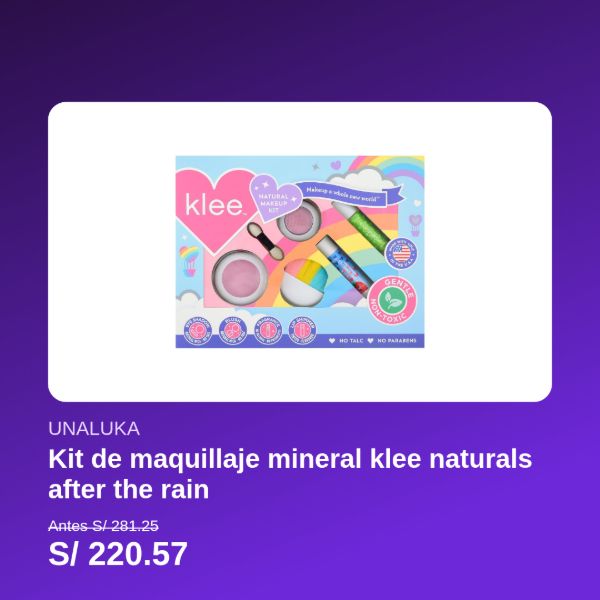 klee
NATURAL
MAKEUP
KIT
Makeup a whole new world™
GENTLE
NON-TOXIC
NO TALC
NO PARABENS
UNALUKA
Kit de maquillaje mineral klee naturals
after the rain
Antes S/ 281.25
S/ 220.57